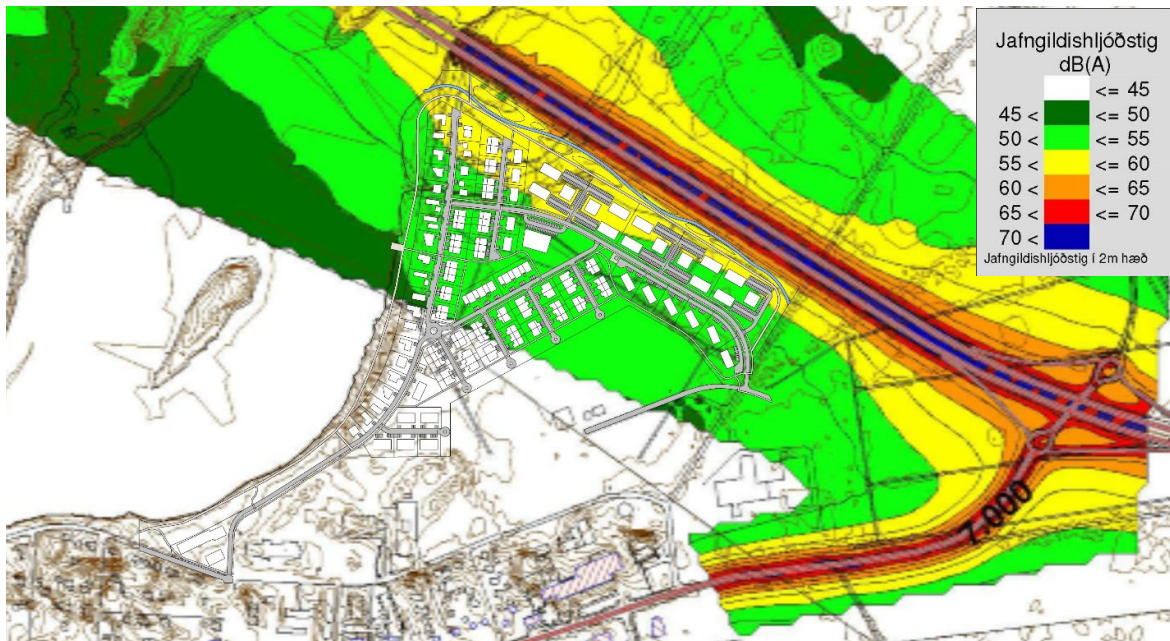 Jafngildishljóðstig
dB(A)
<= 45
45 < <= 50
50 < <= 55
55 < <= 60
60 < <= 65
65 < <= 70
70 <
Jafngildishljóðstig í 2m hæð
7.000